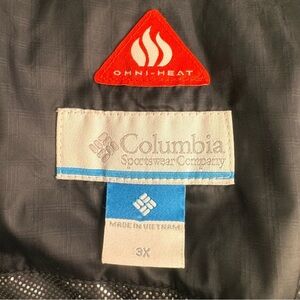 OMNI-HEAT
Columbia
Sportswear Company
MADE IN VIETNAM
3X